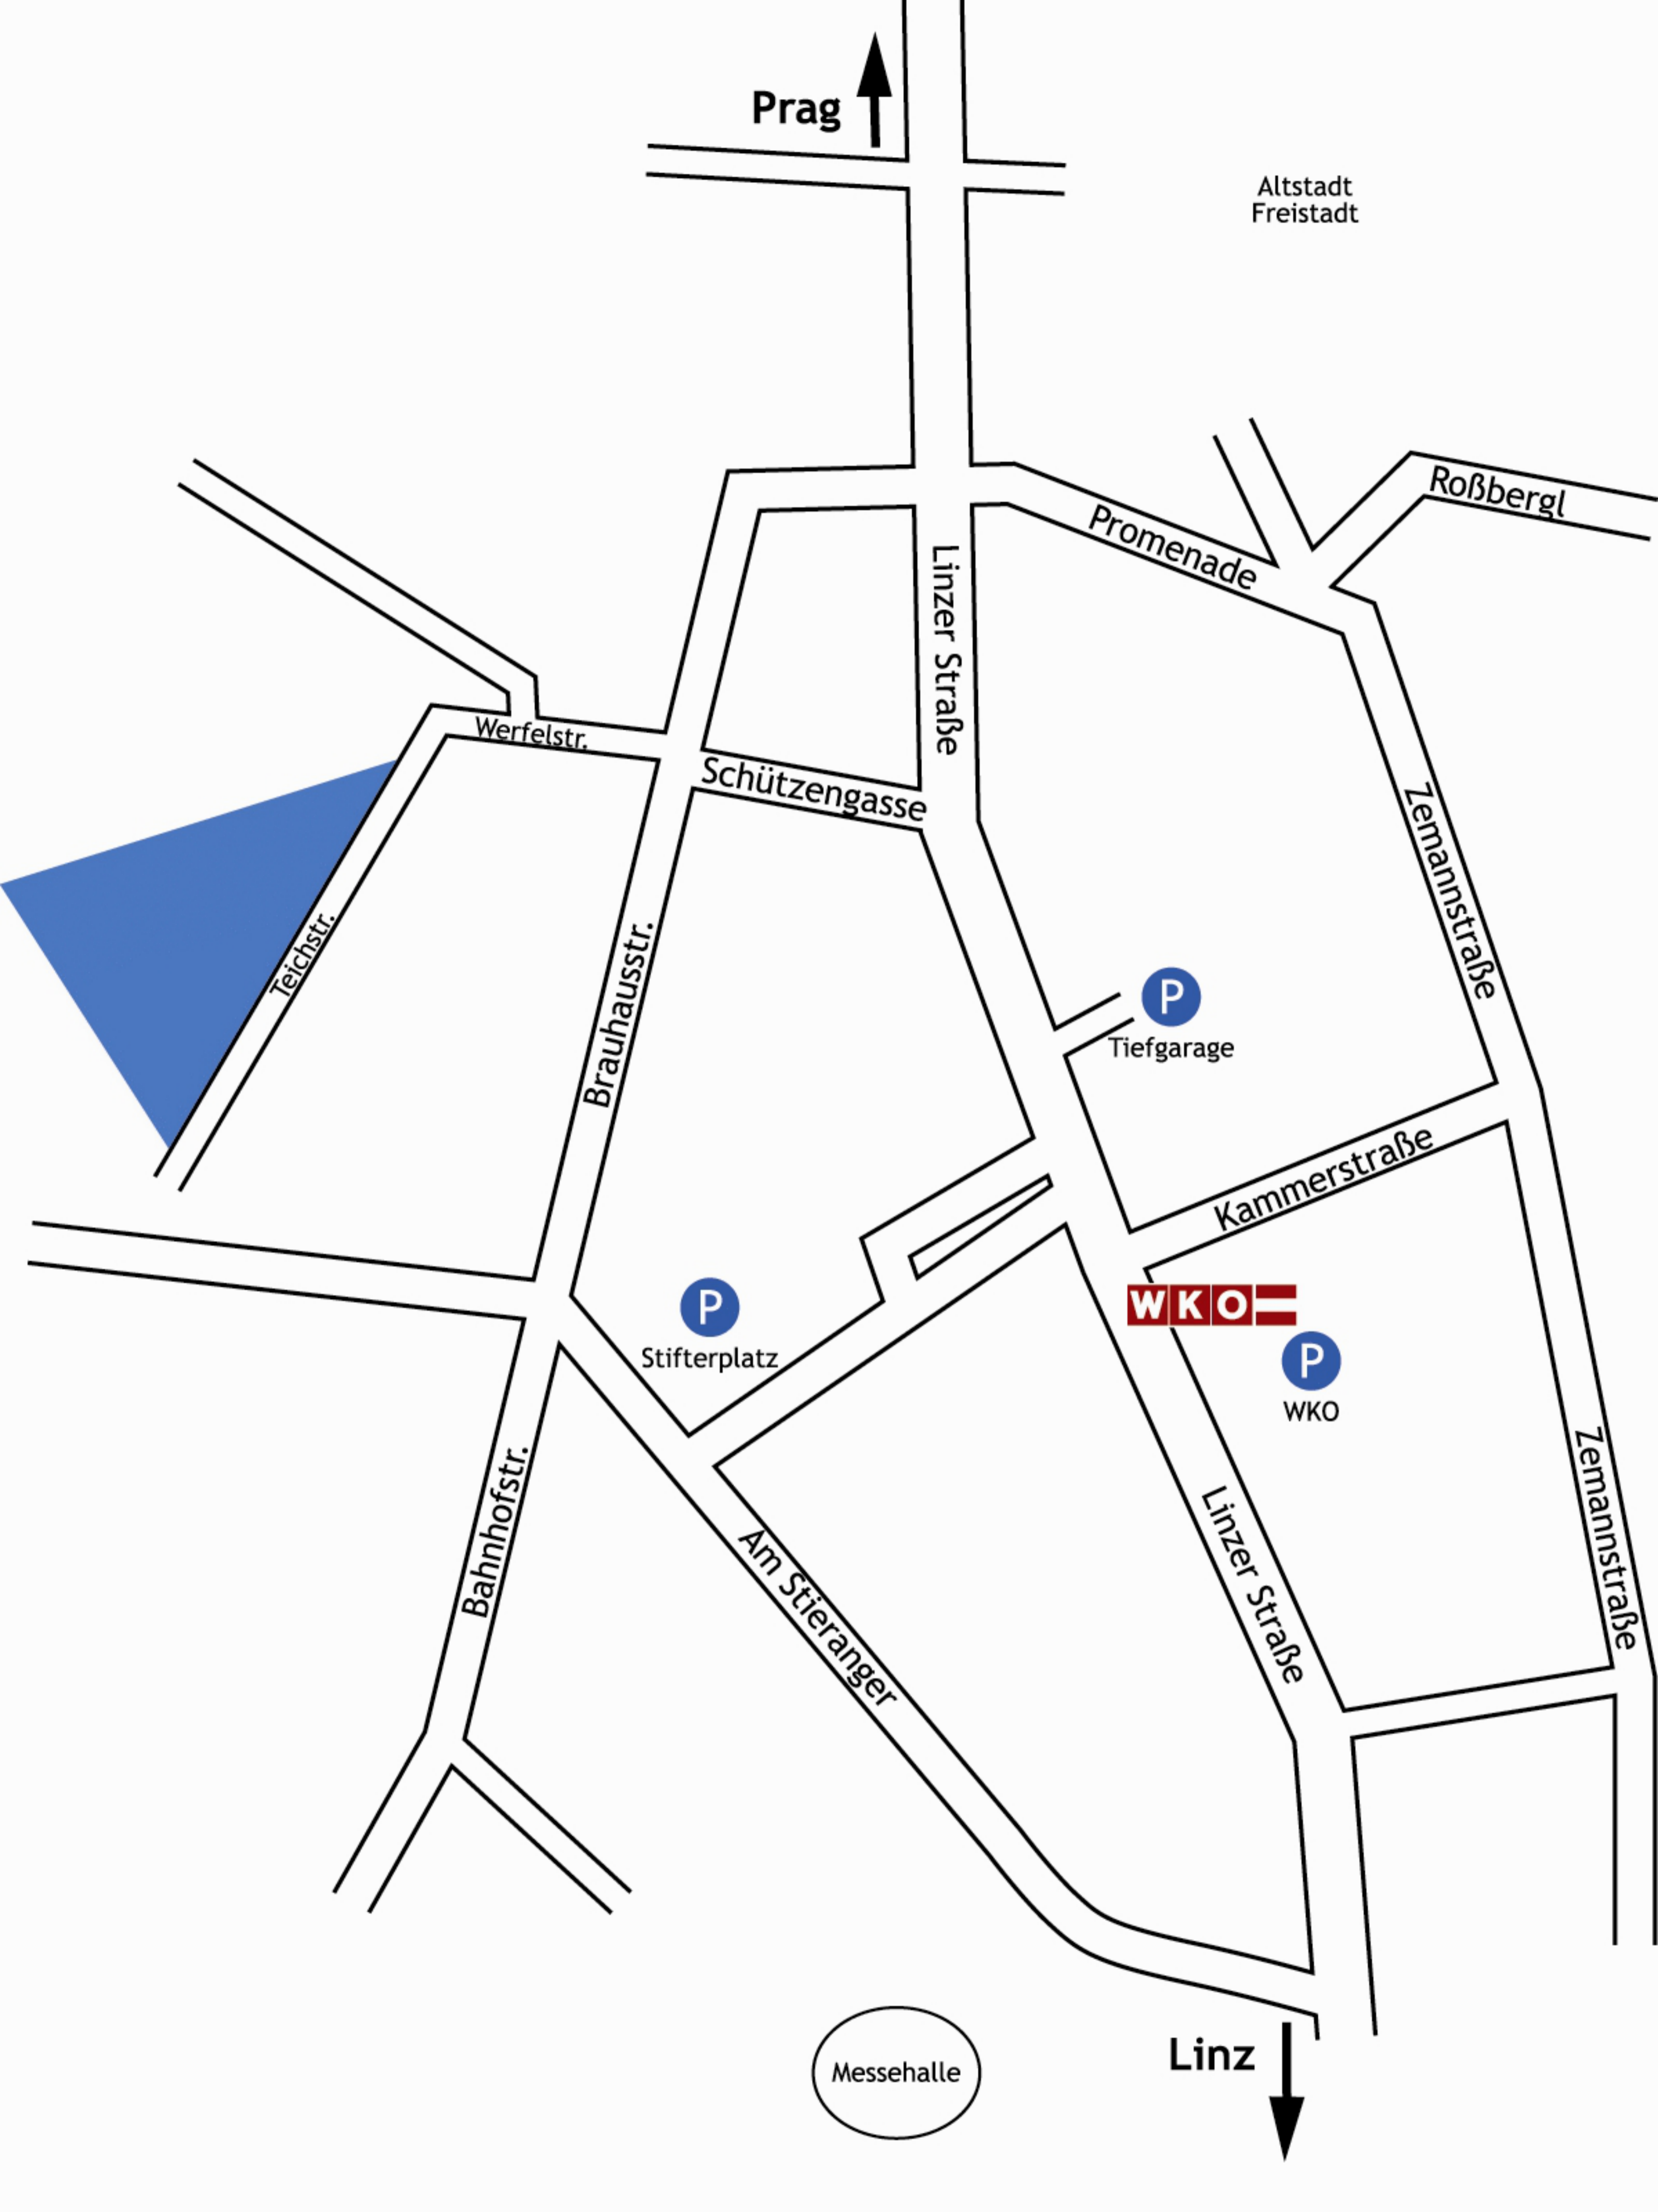 Prag
Altstadt
Freistadt
Roßbergl
Promenade
Linzer Straße
Werfelstr.
Schützengasse
Zemannstraße
Teichstr.
Brauhausstr.
P
Tiefgarage
Kammerstraße
P
Stifterplatz
WKO
P
WKO
Zemannstraße
Bahnhofstr.
Linzer Straße
Am Stieranger
Linz
Messehalle